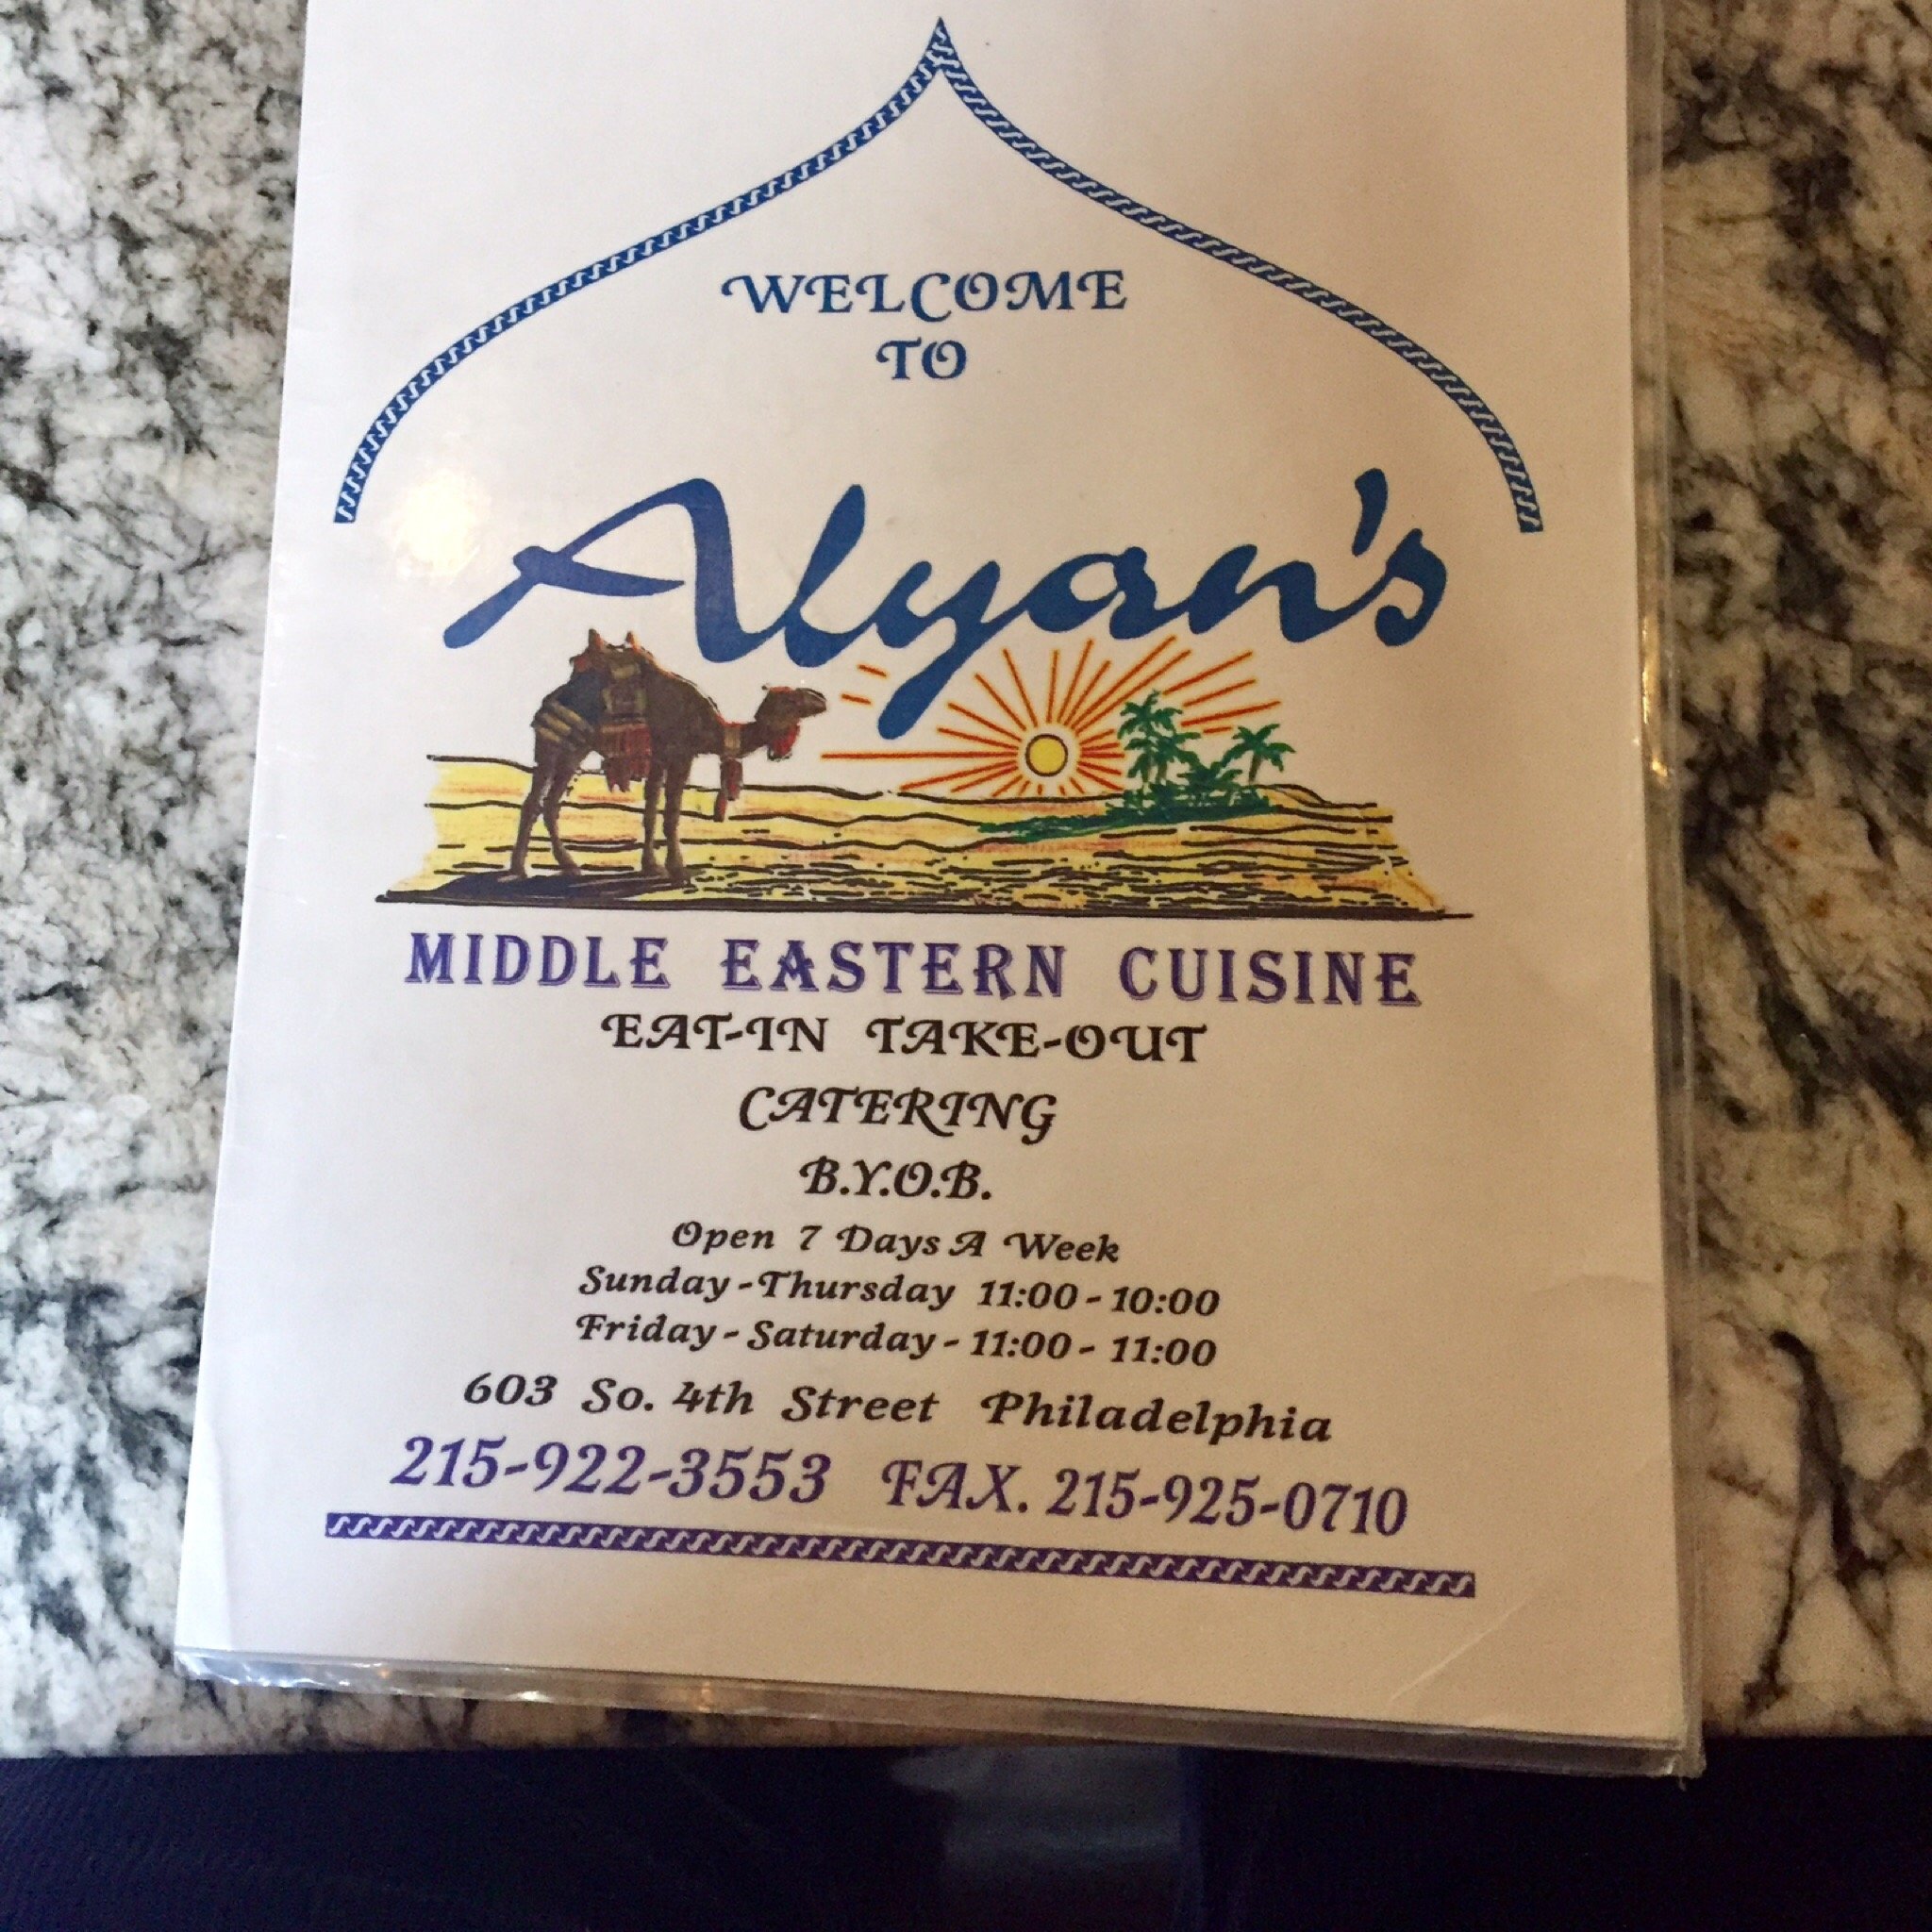 WELCOME
TO
Alyan's
MIDDLE EASTERN CUISINE
EAT-IN TAKE-OUT
CATERING
B.Y.O.B.
Open 7 Days A Week
Sunday-Thursday 11:00-10:00
Friday-Saturday-11:00-11:00
603 So. 4th Street Philadelphia
215-922-3553 FAX. 215-925-0710